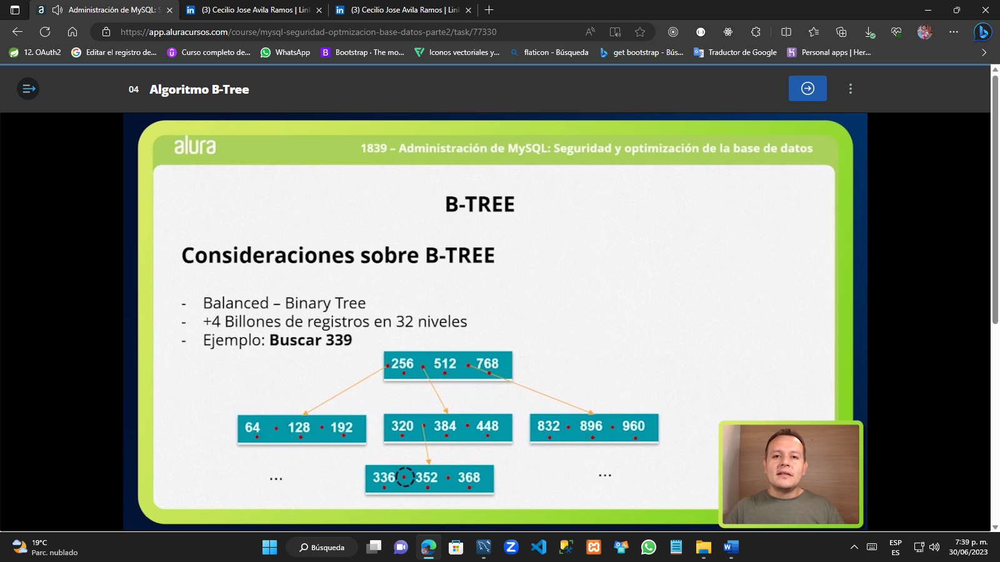 Administración de MySQL: S
(3) Cecilio Jose Avila Ramos | Link
(3) Cecilio Jose Avila Ramos | Link
https://app.aluracursos.com/course/mysql-seguridad-optmizacion-base-datos-parte2/task/77330
12. OAuth2
Editar el registro de...
Curso completo de...
WhatsApp
Bootstrap · The mo...
Iconos vectoriales y...
flaticon - Búsqueda
get bootstrap - Bús...
Traductor de Google
Personal apps | Her...
04 Algoritmo B-Tree
alura
1839 – Administración de MySQL: Seguridad y optimización de la base de datos
B-TREE
Consideraciones sobre B-TREE
- Balanced – Binary Tree
- +4 Billones de registros en 32 niveles
- Ejemplo: Buscar 339
256 512 768
64 128 192
320 384 448
832 896 960
...
336 352 368
...
19°C
Parc. nublado
Búsqueda
ESP
ES
7:39 p. m.
30/06/2023